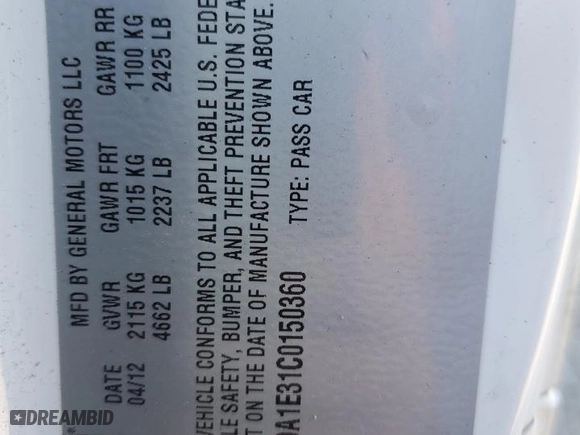 MFD BY GENERAL MOTORS LLC
DATE GVWR GAWR FRT GAWR RR
04/12 2115 KG 1015 KG 1100 KG
4662 LB 2237 LB 2425 LB
VEHICLE CONFORMS TO ALL APPLICABLE U.S. FEDE
LE SAFETY, BUMPER, AND THEFT PREVENTION STA
T ON THE DATE OF MANUFACTURE SHOWN ABOVE.
A1E31C0150360 TYPE: PASS CAR
DREAMBID